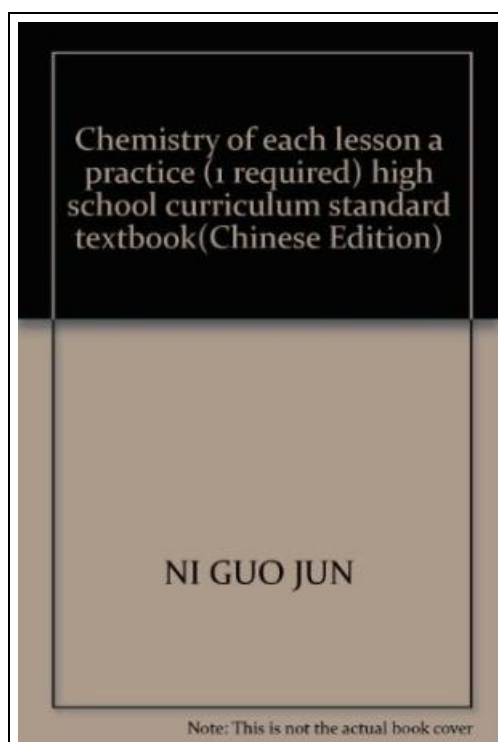 Chemistry of each lesson a
practice (1 required) high
school curriculum standard
textbook(Chinese Edition)
NI GUO JUN
Note: This is not the actual book cover